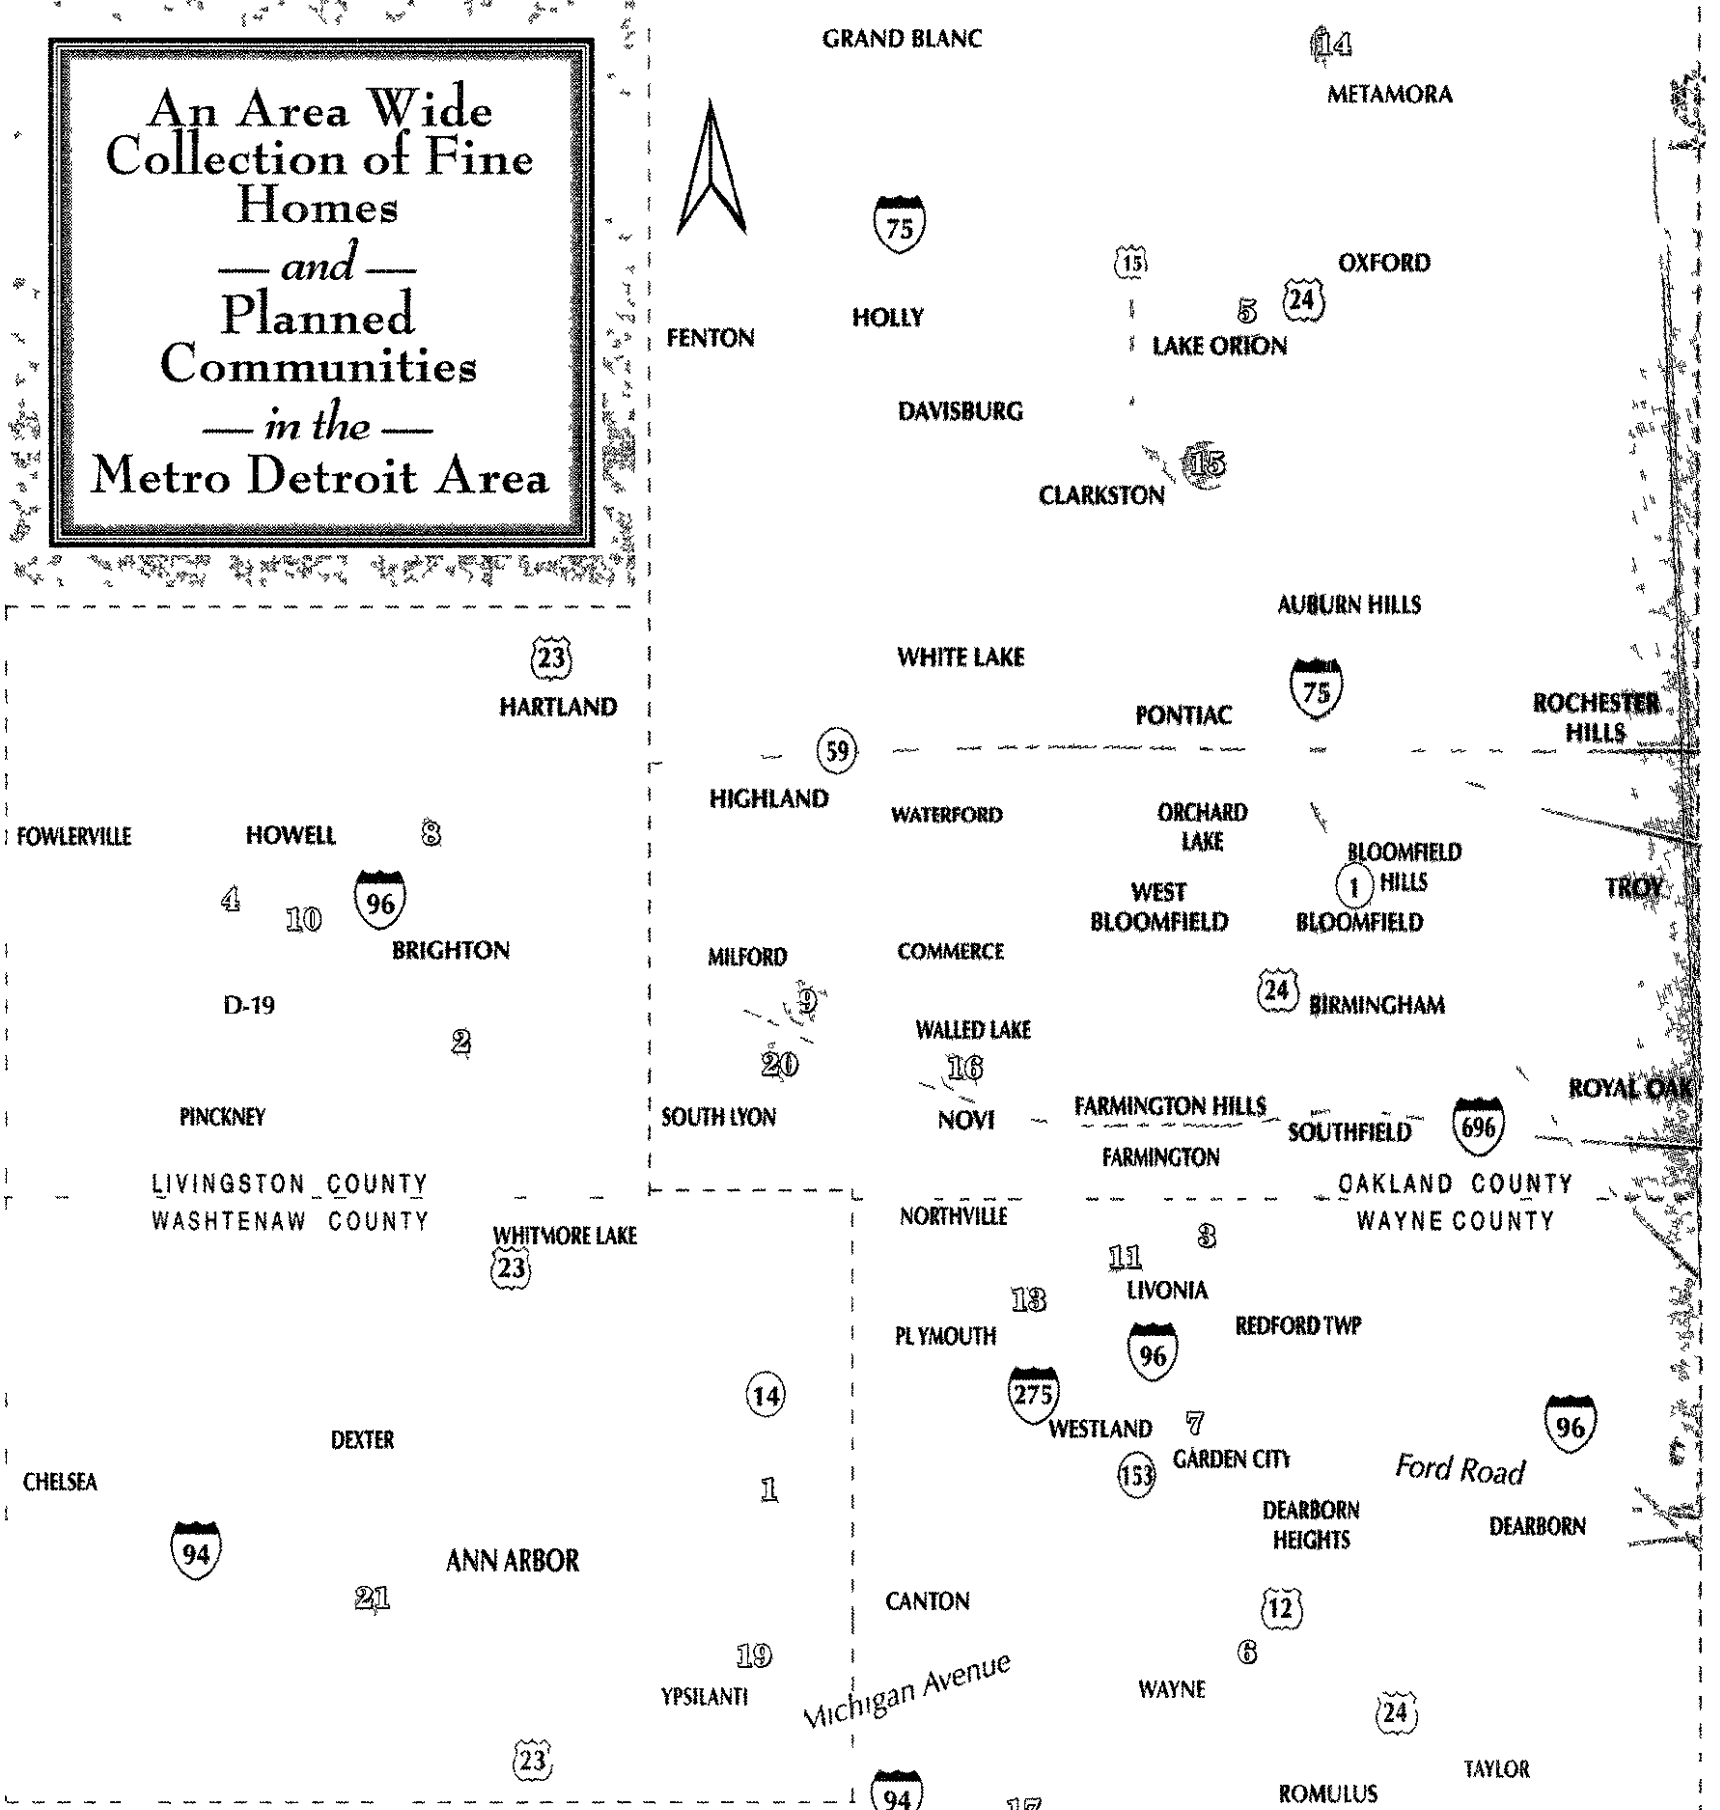 An Area Wide
Collection of Fine
Homes
— and —
Planned
Communities
— in the —
Metro Detroit Area
GRAND BLANC
14
METAMORA
75
15
OXFORD
24
5
HOLLY
FENTON
LAKE ORION
DAVISBURG
15
CLARKSTON
AUBURN HILLS
23
WHITE LAKE
75
HARTLAND
PONTIAC
ROCHESTER
HILLS
59
HIGHLAND
WATERFORD
ORCHARD
LAKE
FOWLERVILLE
HOWELL
8
BLOOMFIELD
HILLS
1
TROY
4
10
96
WEST
BLOOMFIELD
BLOOMFIELD
BRIGHTON
MILFORD
COMMERCE
D-19
9
24
BIRMINGHAM
2
WALLED LAKE
20
16
ROYAL OAK
PINCKNEY
SOUTH LYON
NOVI
FARMINGTON HILLS
SOUTHFIELD
696
FARMINGTON
LIVINGSTON COUNTY
OAKLAND COUNTY
WASHTENAW COUNTY
WAYNE COUNTY
NORTHVILLE
WHITMORE LAKE
23
3
11
LIVONIA
13
PLYMOUTH
REDFORD TWP
96
14
275
WESTLAND
7
96
DEXTER
GARDEN CITY
Ford Road
CHELSEA
153
1
DEARBORN
HEIGHTS
DEARBORN
94
ANN ARBOR
21
CANTON
12
19
6
YPSILANTI
Michigan Avenue
WAYNE
24
23
TAYLOR
94
17
ROMULUS